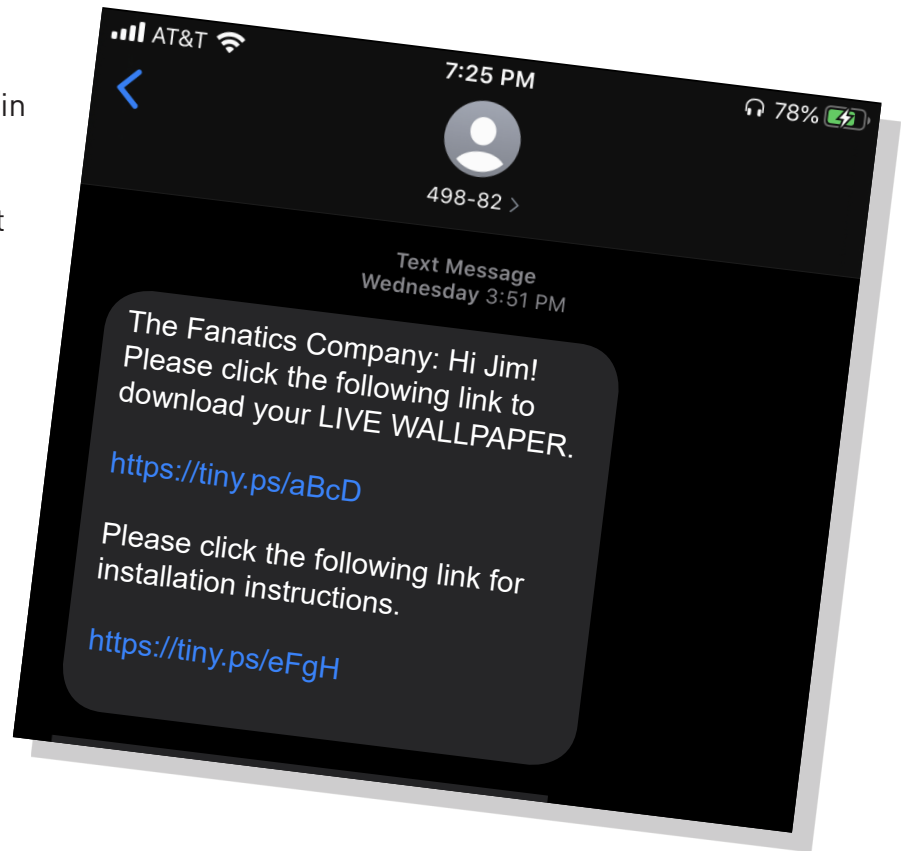 in
t
AT&T
7:25 PM
78%
498-82 >
Text Message
Wednesday 3:51 PM
The Fanatics Company: Hi Jim!
Please click the following link to
download your LIVE WALLPAPER.
https://tiny.ps/aBcD
Please click the following link for
installation instructions.
https://tiny.ps/eFgH